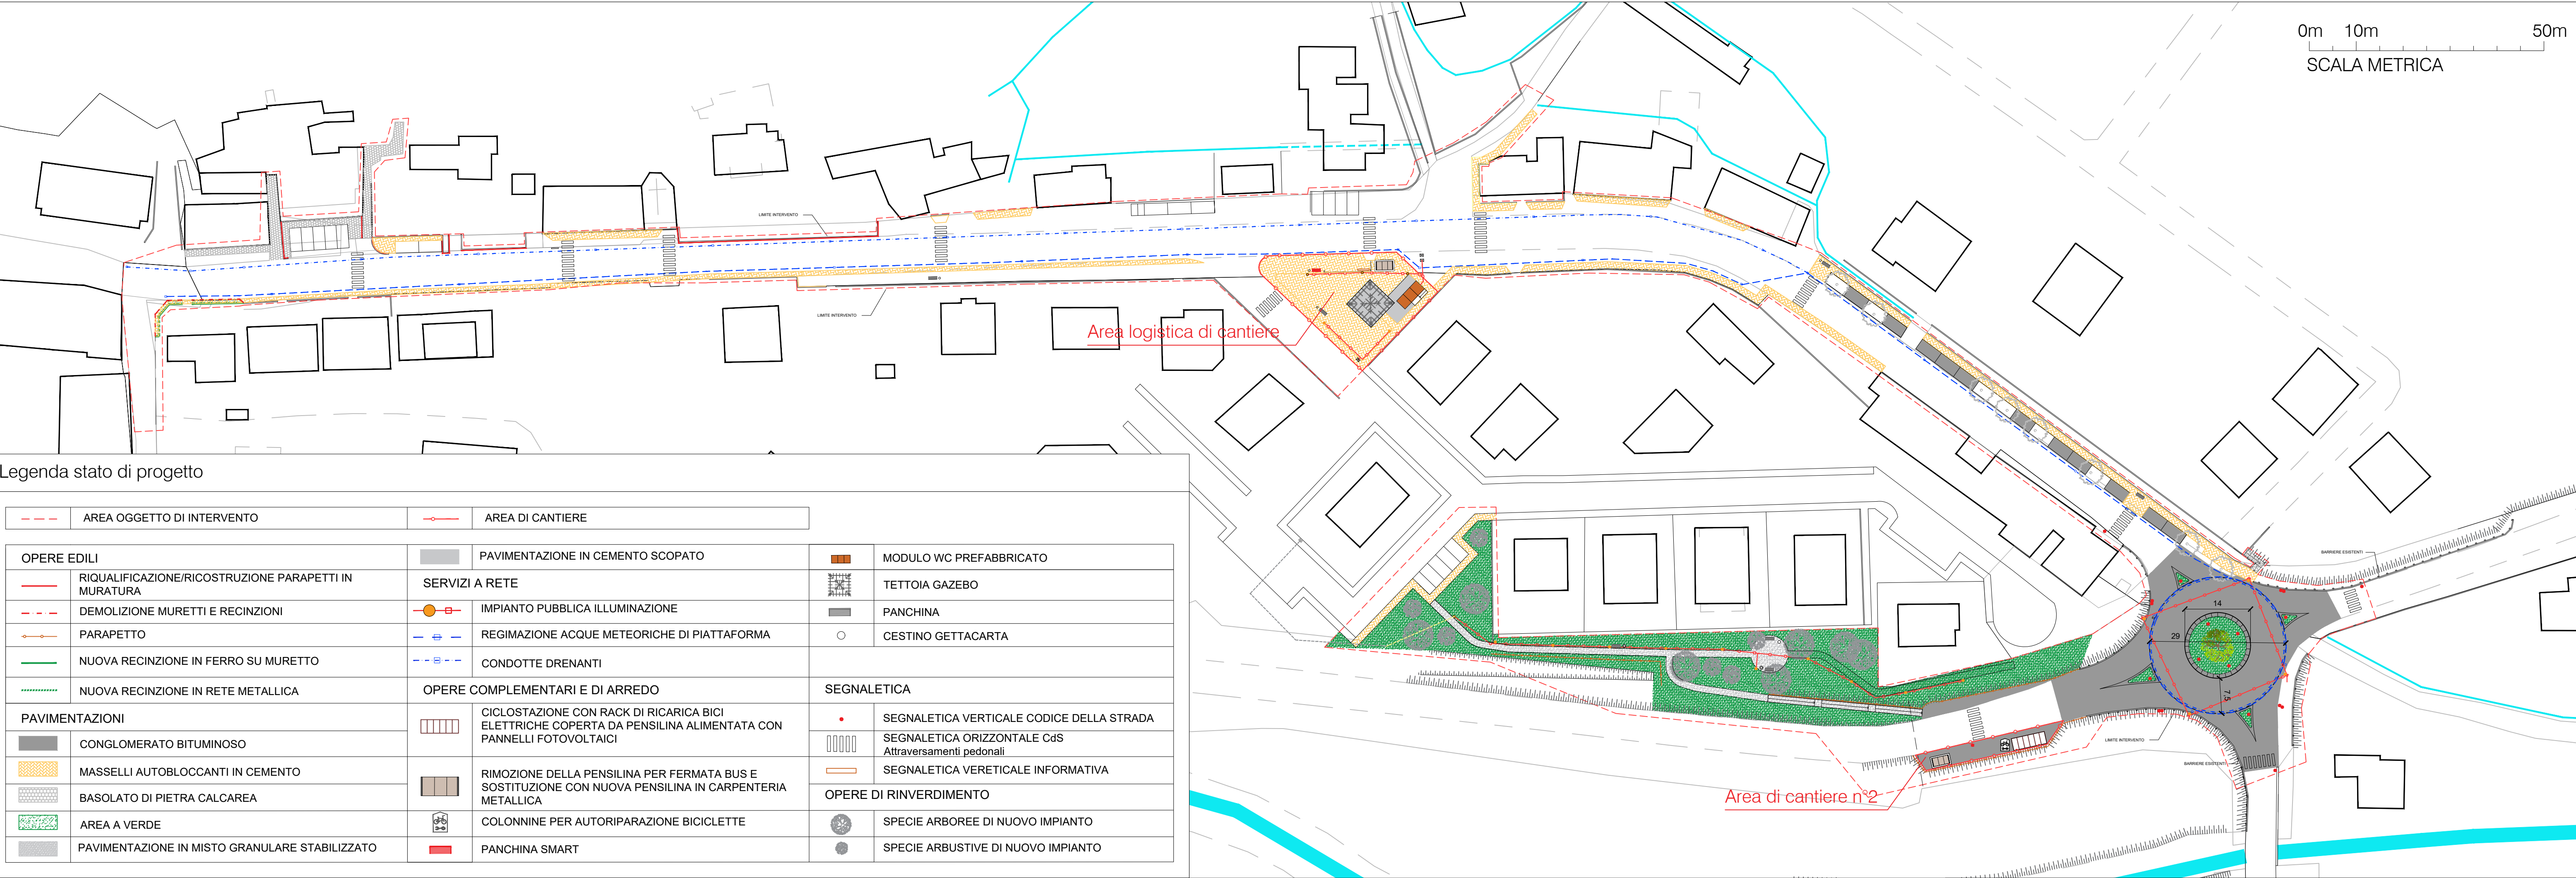 0m 10m 50m
SCALA METRICA
LIMITE INTERVENTO
LIMITE INTERVENTO
Area logistica di cantiere
BARRIERE ESISTENTI
14
29
7,5
LIMITE INTERVENTO
BARRIERE ESISTENTI
Area di cantiere n°2
Legenda stato di progetto
AREA OGGETTO DI INTERVENTO
AREA DI CANTIERE
OPERE EDILI
RIQUALIFICAZIONE/RICOSTRUZIONE PARAPETTI IN
MURATURA
DEMOLIZIONE MURETTI E RECINZIONI
PARAPETTO
NUOVA RECINZIONE IN FERRO SU MURETTO
NUOVA RECINZIONE IN RETE METALLICA
PAVIMENTAZIONI
CONGLOMERATO BITUMINOSO
MASSELLI AUTOBLOCCANTI IN CEMENTO
BASOLATO DI PIETRA CALCAREA
AREA A VERDE
PAVIMENTAZIONE IN MISTO GRANULARE STABILIZZATO
PAVIMENTAZIONE IN CEMENTO SCOPATO
SERVIZI A RETE
IMPIANTO PUBBLICA ILLUMINAZIONE
REGIMAZIONE ACQUE METEORICHE DI PIATTAFORMA
CONDOTTE DRENANTI
OPERE COMPLEMENTARI E DI ARREDO
CICLOSTAZIONE CON RACK DI RICARICA BICI
ELETTRICHE COPERTA DA PENSILINA ALIMENTATA CON
PANNELLI FOTOVOLTAICI
RIMOZIONE DELLA PENSILINA PER FERMATA BUS E
SOSTITUZIONE CON NUOVA PENSILINA IN CARPENTERIA
METALLICA
COLONNINE PER AUTORIPARAZIONE BICICLETTE
PANCHINA SMART
MODULO WC PREFABBRICATO
TETTOIA GAZEBO
PANCHINA
CESTINO GETTACARTA
SEGNALETICA
SEGNALETICA VERTICALE CODICE DELLA STRADA
SEGNALETICA ORIZZONTALE CdS
Attraversamenti pedonali
SEGNALETICA VERETICALE INFORMATIVA
OPERE DI RINVERDIMENTO
SPECIE ARBOREE DI NUOVO IMPIANTO
SPECIE ARBUSTIVE DI NUOVO IMPIANTO